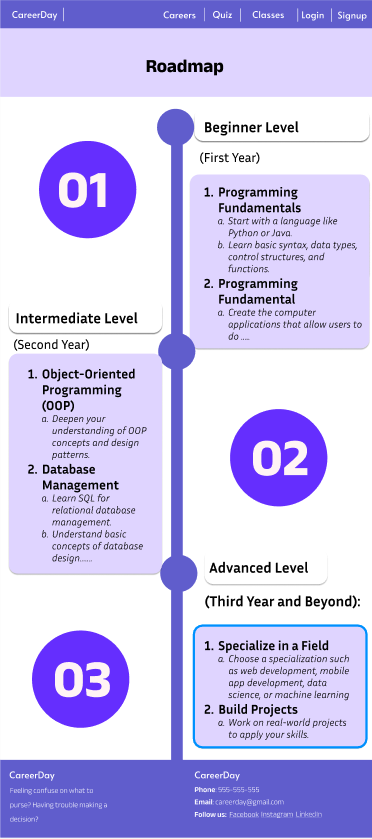 CareerDay
Careers Quiz Classes Login Signup
Roadmap
01
Beginner Level
(First Year)
1. Programming
Fundamentals
a. Start with a language like
Python or Java.
b. Learn basic syntax, data types,
control structures, and
functions.
2. Programming
Fundamental
a. Create the computer
applications that allow users to
do ....
Intermediate Level
(Second Year)
1. Object-Oriented
Programming
(OOP)
a. Deepen your
understanding of OOP
concepts and design
patterns.
2. Database
Management
a. Learn SQL for
relational database
management.
b. Understand basic
concepts of database
design......
02
Advanced Level
(Third Year and Beyond):
03
1. Specialize in a Field
a. Choose a specialization such
as web development, mobile
app development, data
science, or machine learning
2. Build Projects
a. Work on real-world projects
to apply your skills.
CareerDay
Feeling confuse on what to
purse? Having trouble making a
decision?
CareerDay
Phone: 555-555-555
Email: careerday@gmail.com
Follow us: Facebook Instagram LinkedIn